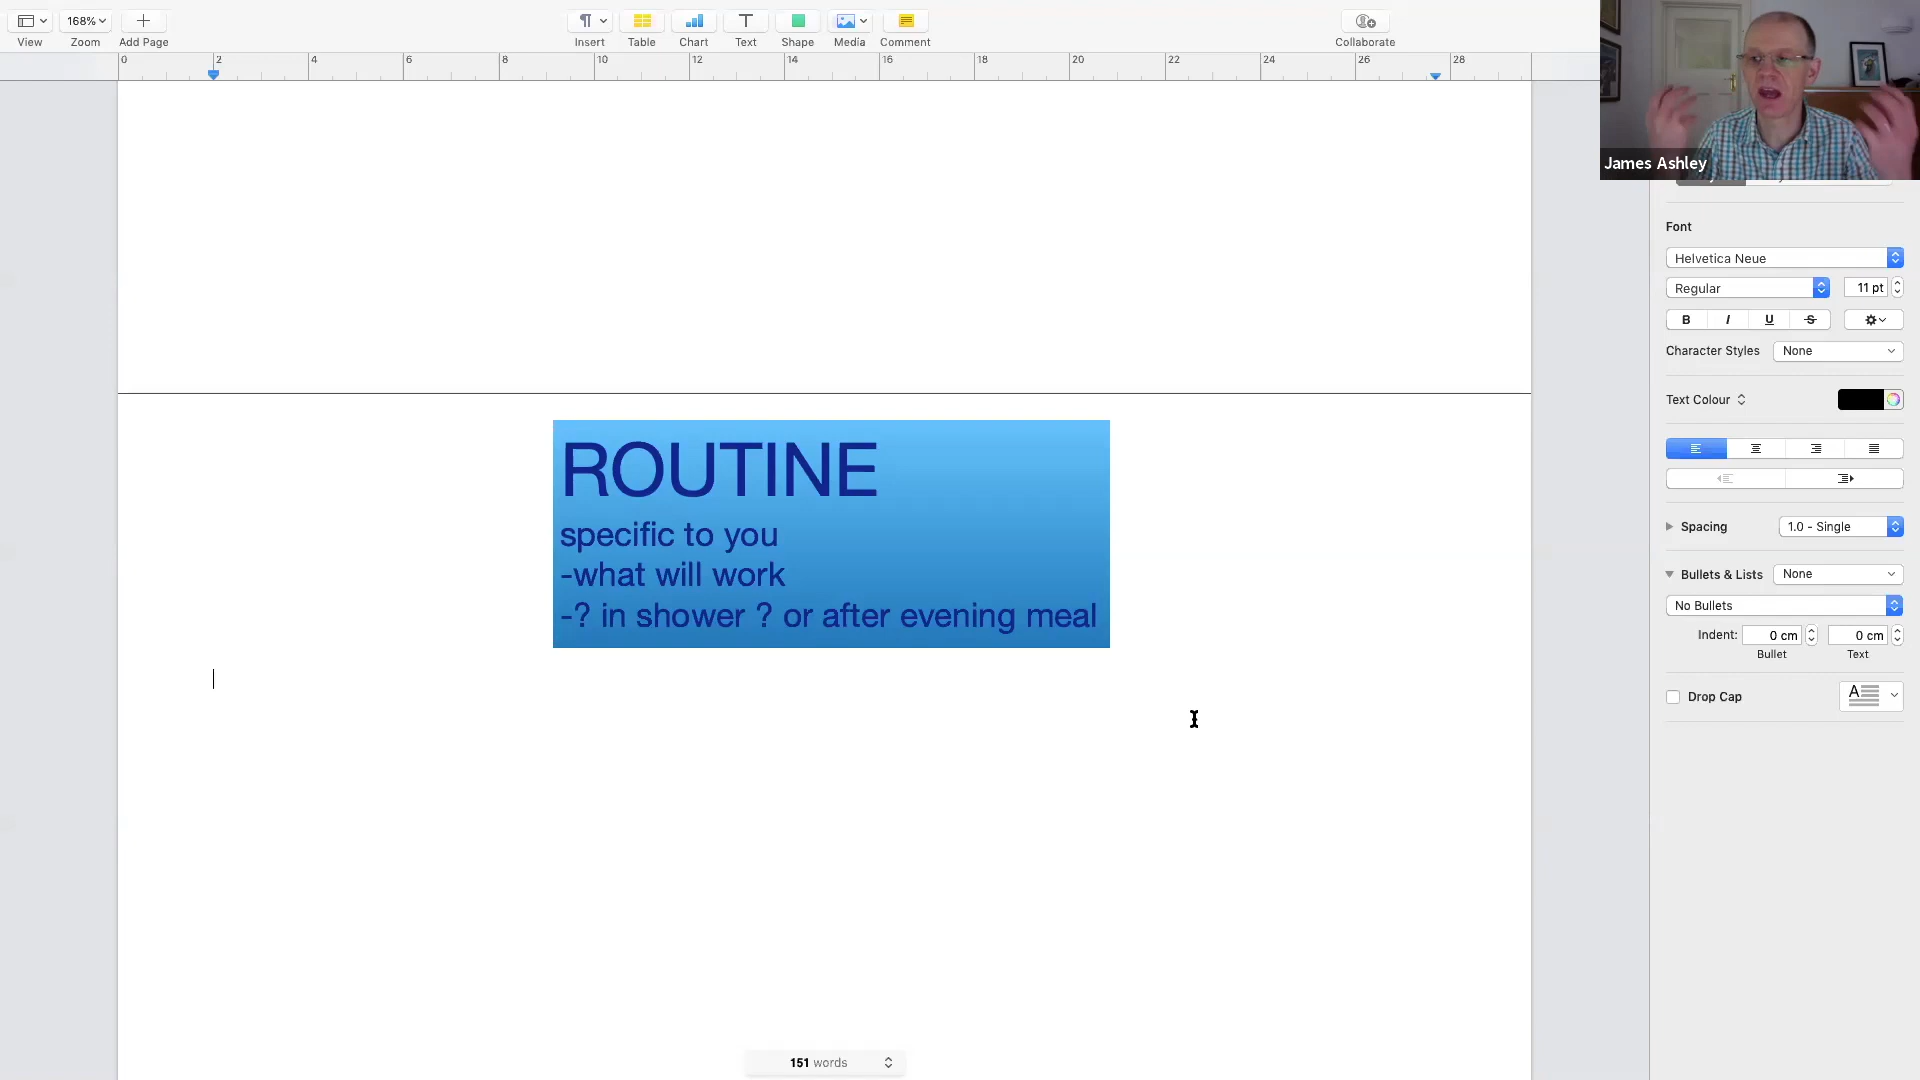 168%
View
Zoom
Add Page
Insert
Table
Chart
Text
Shape
Media
Comment
Collaborate
0 2 4 6 8 10 12 14 16 18 20 22 24 26 28
James Ashley
ROUTINE
specific to you
-what will work
-? in shower ? or after evening meal
151 words
Font
Helvetica Neue
Regular
11 pt
B I U S
Character Styles
None
Text Colour
Spacing
1.0 - Single
Bullets & Lists
None
No Bullets
Indent:
0 cm
0 cm
Bullet
Text
Drop Cap
A